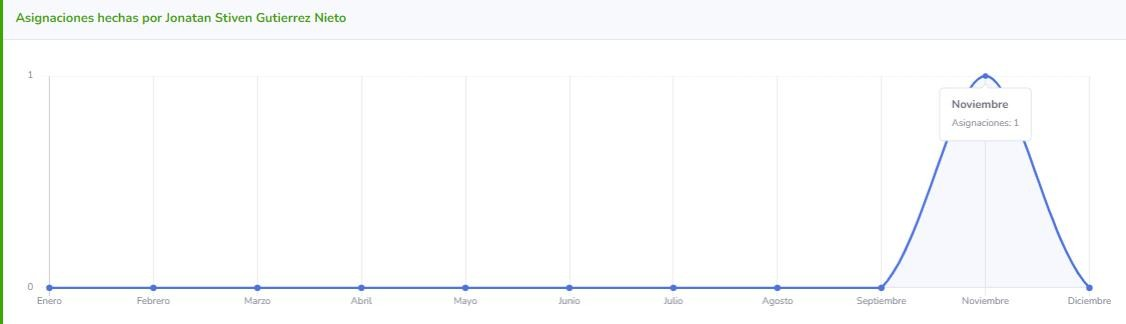 Asignaciones hechas por Jonatan Stiven Gutierrez Nieto
1
Noviembre
Asignaciones: 1
0
Enero Febrero Marzo Abril Mayo Junio Julio Agosto Septiembre Noviembre Diciembre